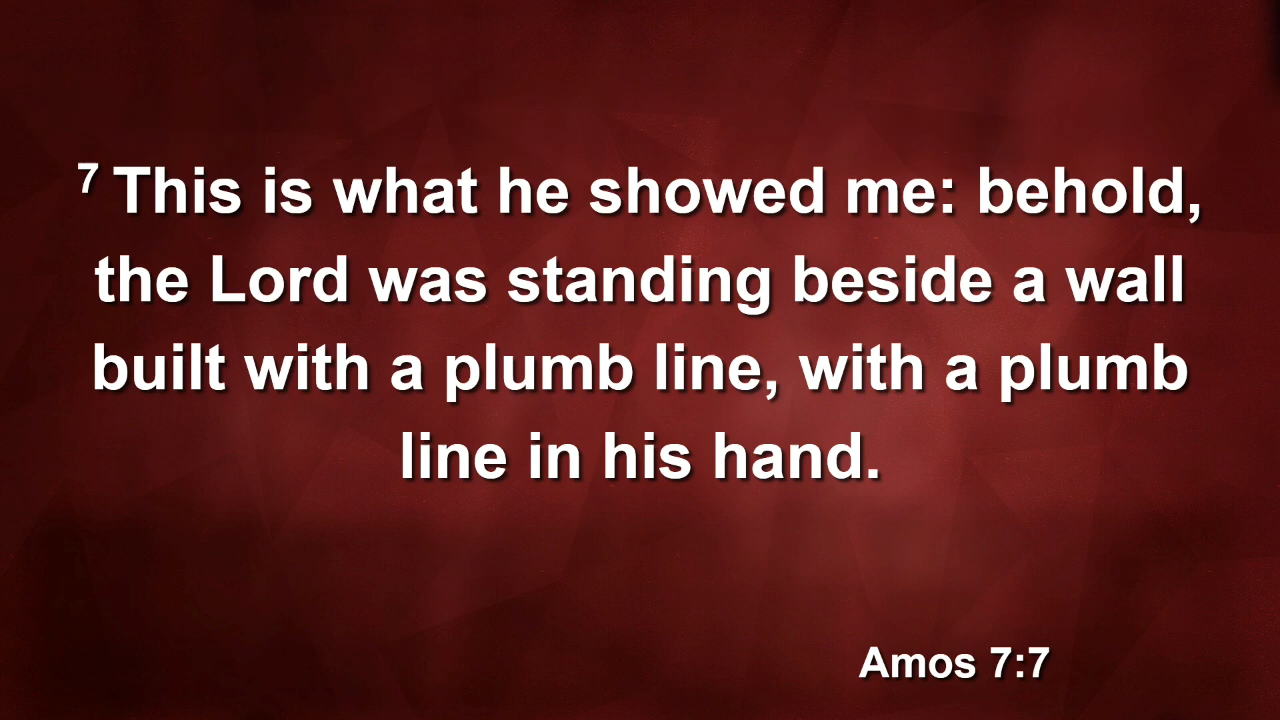 7 This is what he showed me: behold,
the Lord was standing beside a wall
built with a plumb line, with a plumb
line in his hand.
Amos 7:7